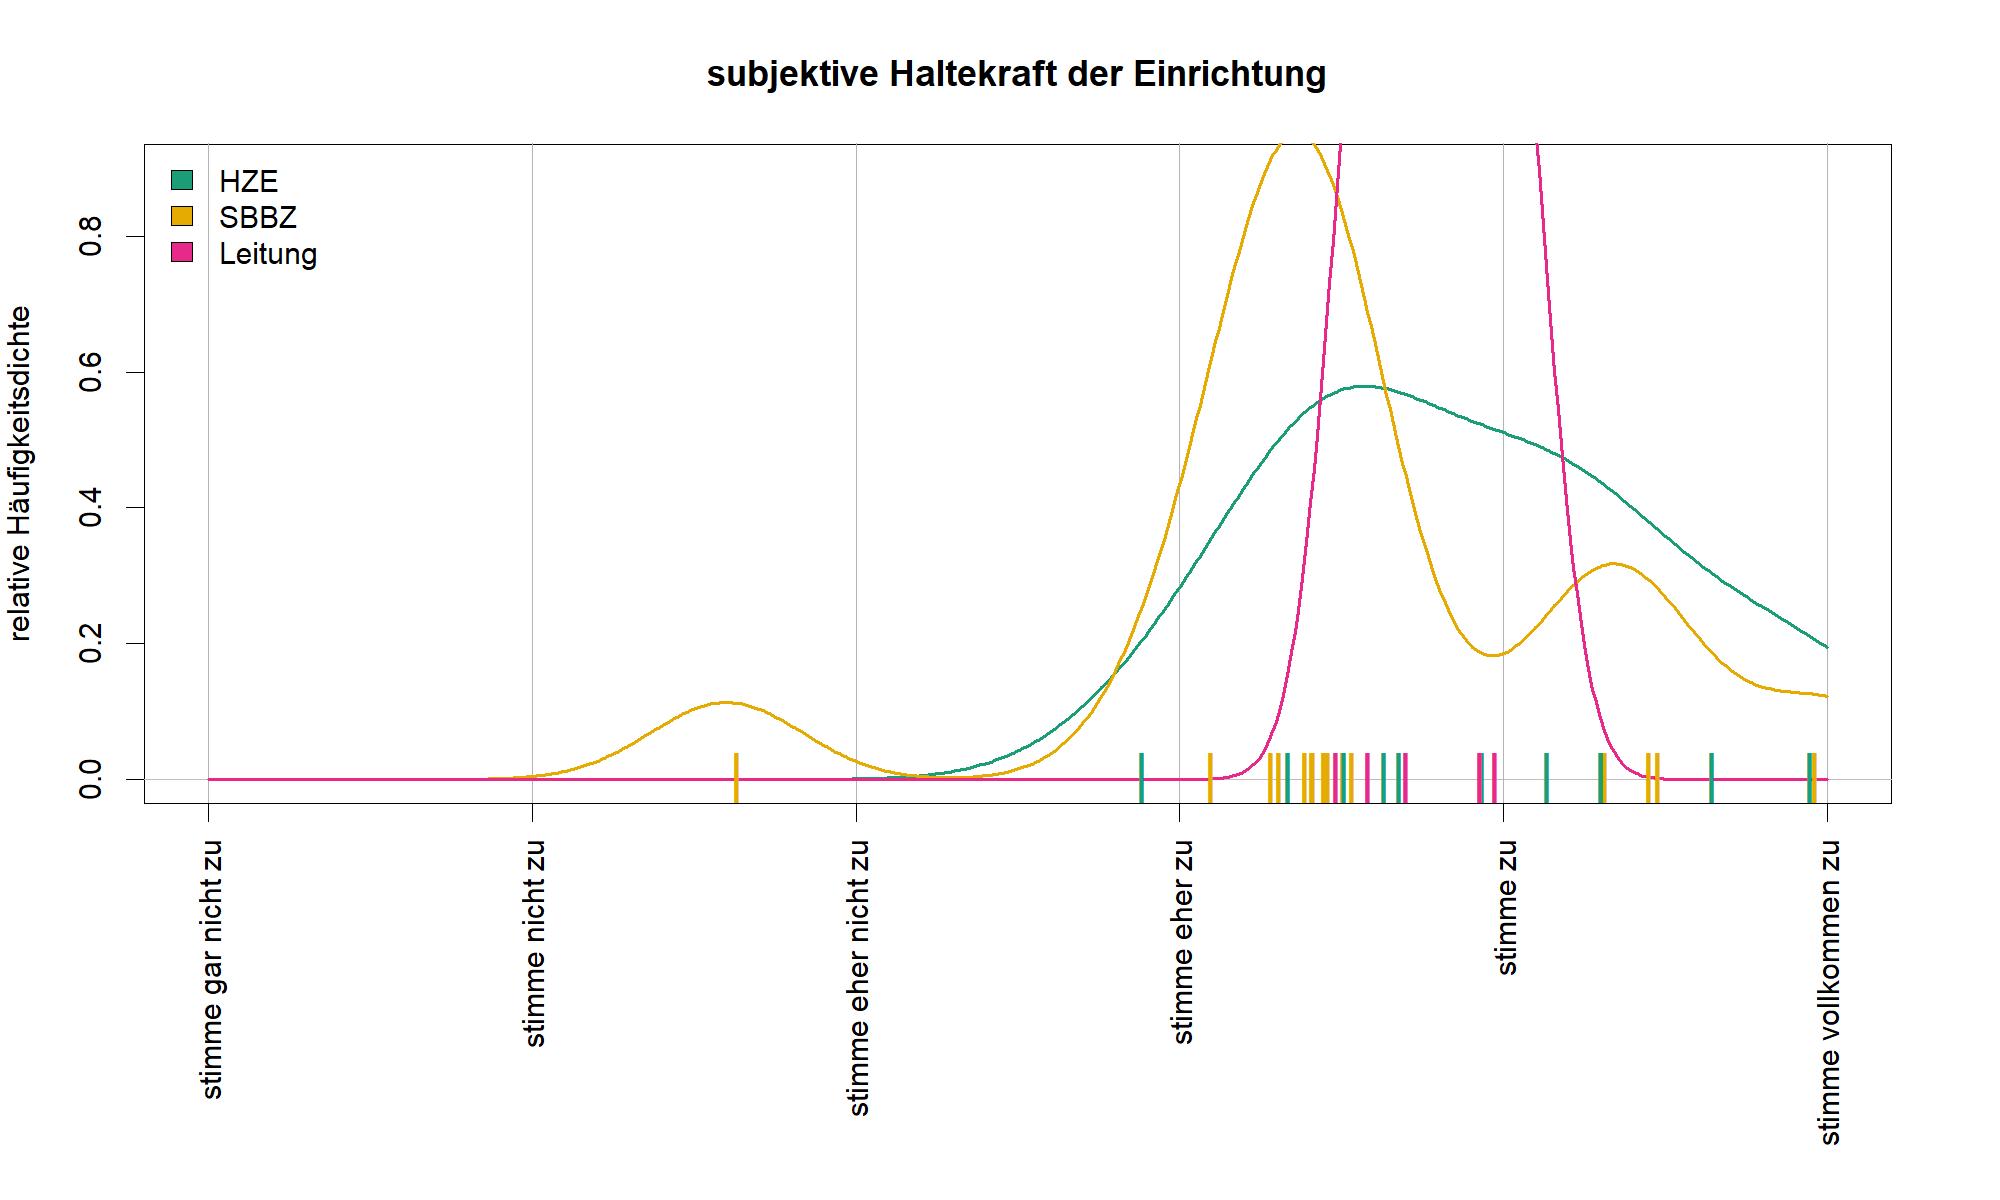 subjektive Haltekraft der Einrichtung
HZE
SBBZ
Leitung
relative Häufigkeitsdichte
0.8
0.6
0.4
0.2
0.0
stimme gar nicht zu
stimme nicht zu
stimme eher nicht zu
stimme eher zu
stimme zu
stimme vollkommen zu